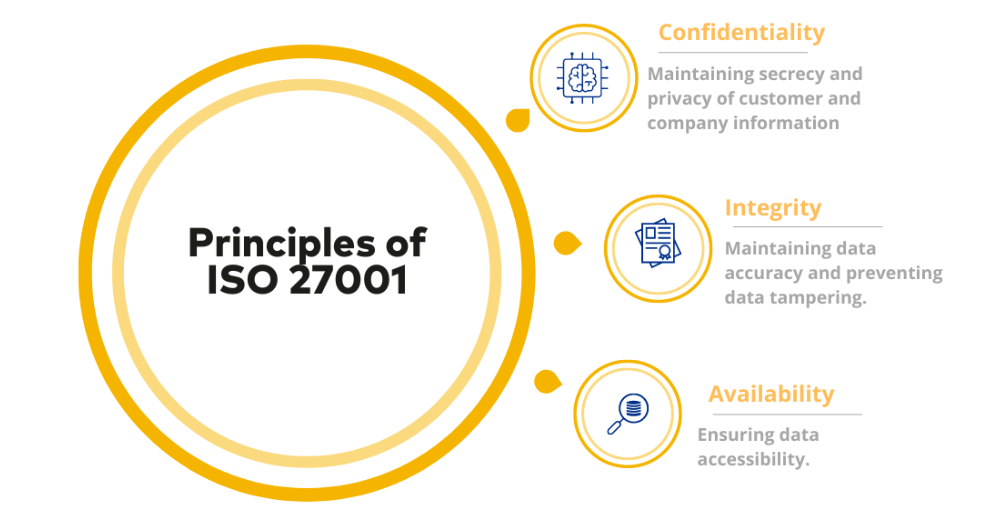 Principles of
ISO 27001
Confidentiality
Maintaining secrecy and
privacy of customer and
company information
Integrity
Maintaining data
accuracy and preventing
data tampering.
Availability
Ensuring data
accessibility.